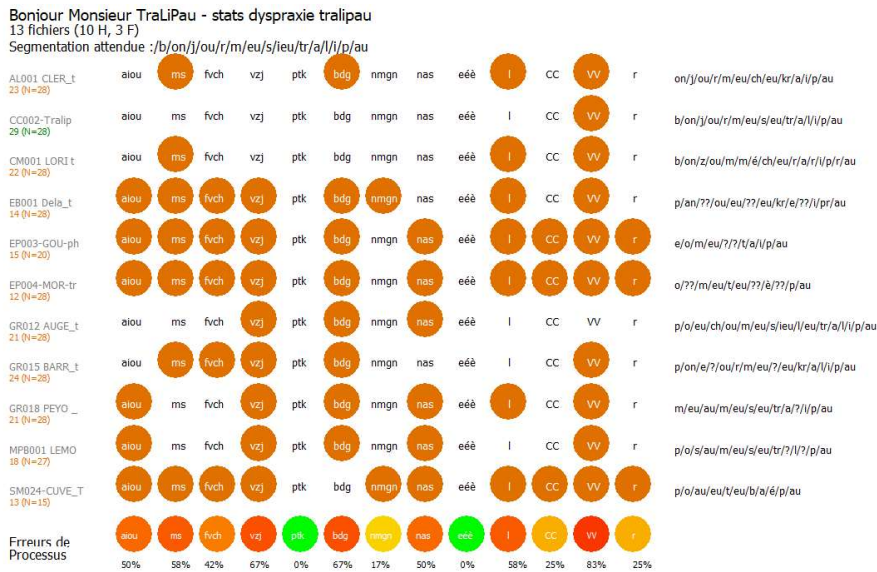 Bonjour Monsieur TraLiPau - stats dyspraxie tralipau
13 fichiers (10 H, 3 F)
Segmentation attendue :/b/on/j/ou/r/m/eu/s/ieu/tr/a/l/i/p/au
AL001 CLER_t aiou ms fvch vzj ptk bdg nmgn nas eéè l CC VV r on/j/ou/r/m/eu/ch/eu/kr/a/i/p/au
23 (N=28)
CC002-Tralip aiou ms fvch vzj ptk bdg nmgn nas eéè l CC VV r b/on/j/ou/r/m/eu/s/eu/tr/a/l/i/p/au
29 (N=28)
CM001 LORI t aiou ms fvch vzj ptk bdg nmgn nas eéè l CC VV r b/on/z/ou/m/m/é/ch/eu/r/a/r/i/p/r/au
22 (N=28)
EB001 Dela_t aiou ms fvch vzj ptk bdg nmgn nas eéè l CC VV r p/an/??/ou/eu/??/eu/kr/e/??/i/pr/au
14 (N=28)
EP003-GOU-ph aiou ms fvch vzj ptk bdg nmgn nas eéè l CC VV r e/o/m/eu/?/?/t/a/i/p/au
15 (N=20)
EP004-MOR-tr aiou ms fvch vzj ptk bdg nmgn nas eéè l CC VV r o/??/m/eu/t/eu/??/è/??/p/au
12 (N=28)
GR012 AUGE_t aiou ms fvch vzj ptk bdg nmgn nas eéè l CC VV r p/o/eu/ch/ou/m/eu/s/ieu/l/eu/tr/a/l/i/p/au
21 (N=28)
GR015 BARR_t aiou ms fvch vzj ptk bdg nmgn nas eéè l CC VV r p/on/e/?/ou/r/m/eu/?/eu/kr/a/l/i/p/au
24 (N=28)
GR018 PEYO _ aiou ms fvch vzj ptk bdg nmgn nas eéè l CC VV r m/eu/au/m/eu/s/eu/tr/a/?/i/p/au
21 (N=28)
MPB001 LEMO aiou ms fvch vzj ptk bdg nmgn nas eéè l CC VV r p/o/s/au/m/eu/s/eu/tr/?/l/?/p/au
18 (N=27)
SM024-CUVE_T aiou ms fvch vzj ptk bdg nmgn nas eéè l CC VV r p/o/au/eu/t/eu/b/a/é/p/au
13 (N=15)
Erreurs de aiou ms fvch vzj ptk bdg nmgn nas eéè l CC VV r
Processus
50% 58% 42% 67% 0% 67% 17% 50% 0% 58% 25% 83% 25%